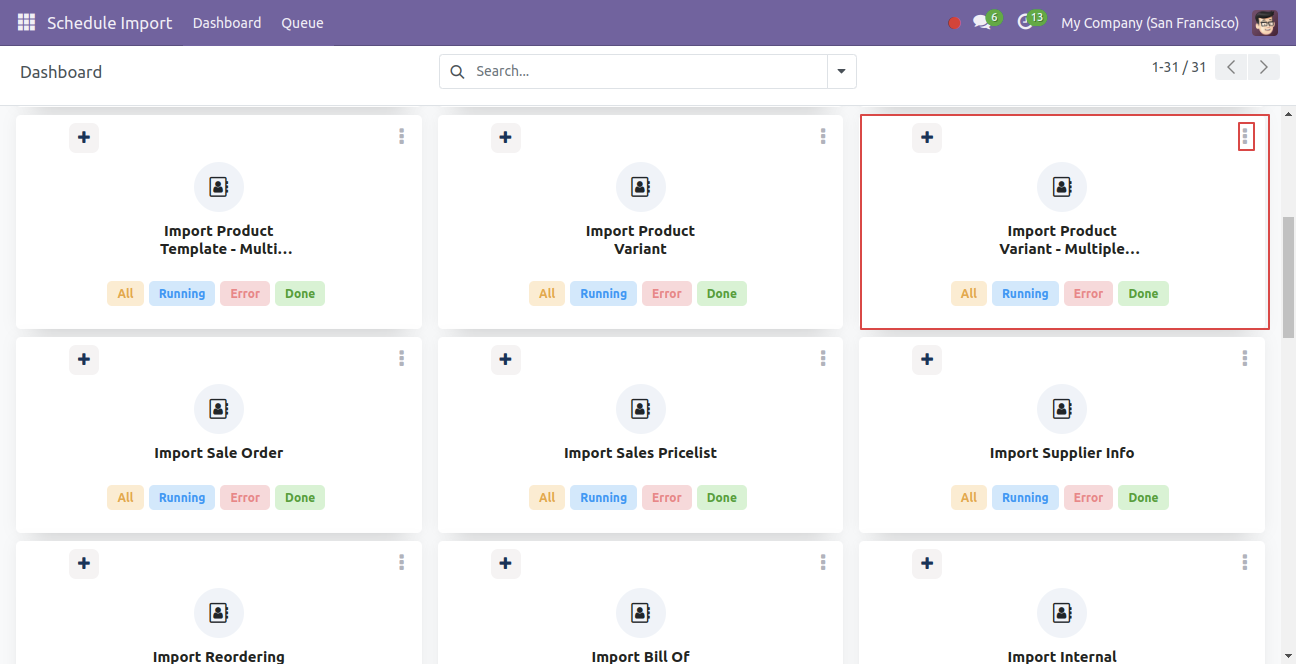 Schedule Import Dashboard Queue 6 13 My Company (San Francisco)
Dashboard Search... 1-31 / 31
Import Product
Template - Multi...
All Running Error Done
Import Product
Variant
All Running Error Done
Import Product
Variant - Multiple...
All Running Error Done
Import Sale Order
All Running Error Done
Import Sales Pricelist
All Running Error Done
Import Supplier Info
All Running Error Done
Import Reordering
Import Bill Of
Import Internal